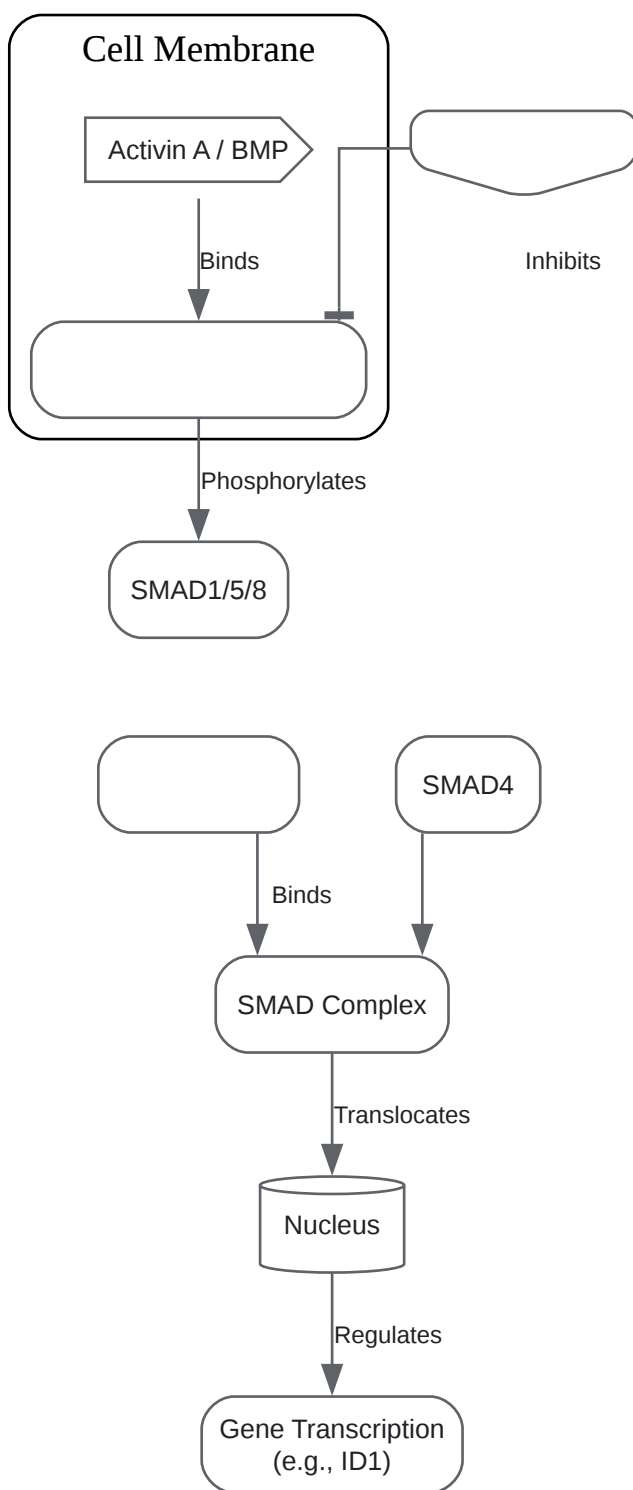 Cell Membrane
Activin A / BMP
Binds
Inhibits
Phosphorylates
SMAD1/5/8
SMAD4
Binds
SMAD Complex
Translocates
Nucleus
Regulates
Gene Transcription
(e.g., ID1)